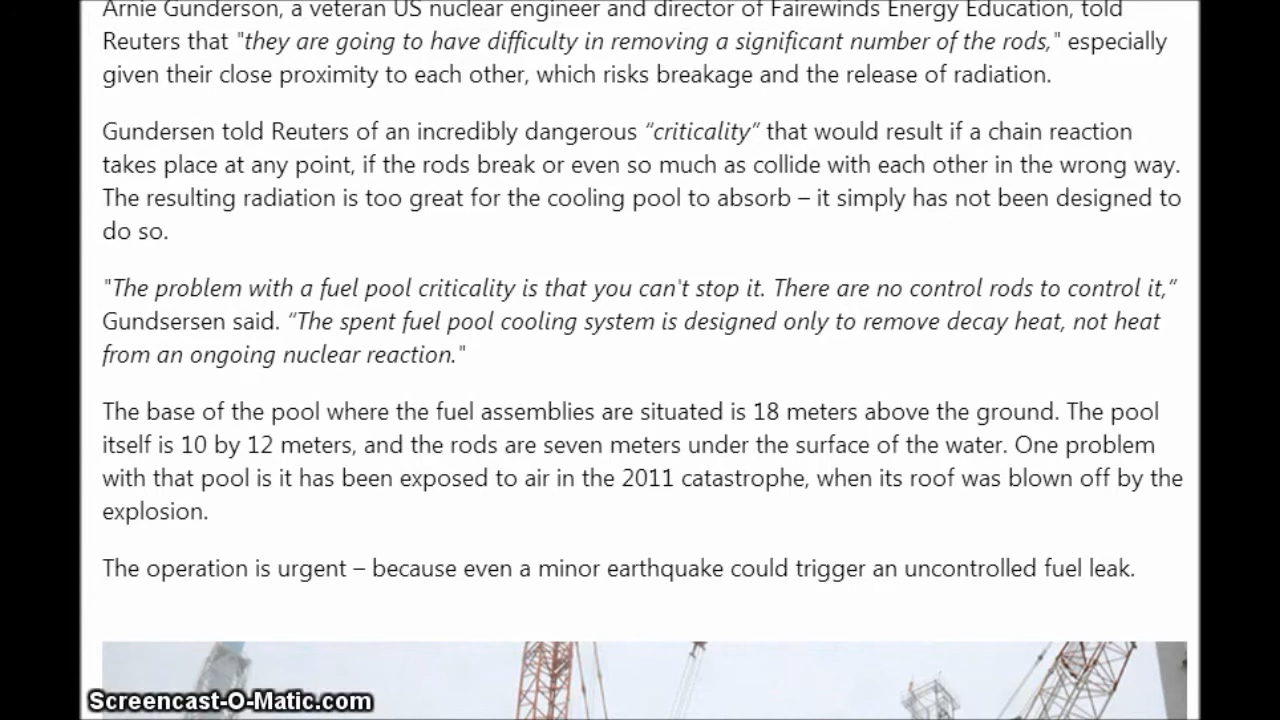 Arnie Gunderson, a veteran US nuclear engineer and director of Fairewinds Energy Education, told
Reuters that "they are going to have difficulty in removing a significant number of the rods," especially
given their close proximity to each other, which risks breakage and the release of radiation.
Gundersen told Reuters of an incredibly dangerous “criticality” that would result if a chain reaction
takes place at any point, if the rods break or even so much as collide with each other in the wrong way.
The resulting radiation is too great for the cooling pool to absorb – it simply has not been designed to
do so.
"The problem with a fuel pool criticality is that you can't stop it. There are no control rods to control it,”
Gundsersen said. “The spent fuel pool cooling system is designed only to remove decay heat, not heat
from an ongoing nuclear reaction."
The base of the pool where the fuel assemblies are situated is 18 meters above the ground. The pool
itself is 10 by 12 meters, and the rods are seven meters under the surface of the water. One problem
with that pool is it has been exposed to air in the 2011 catastrophe, when its roof was blown off by the
explosion.
The operation is urgent – because even a minor earthquake could trigger an uncontrolled fuel leak.
Screencast-O-Matic.com